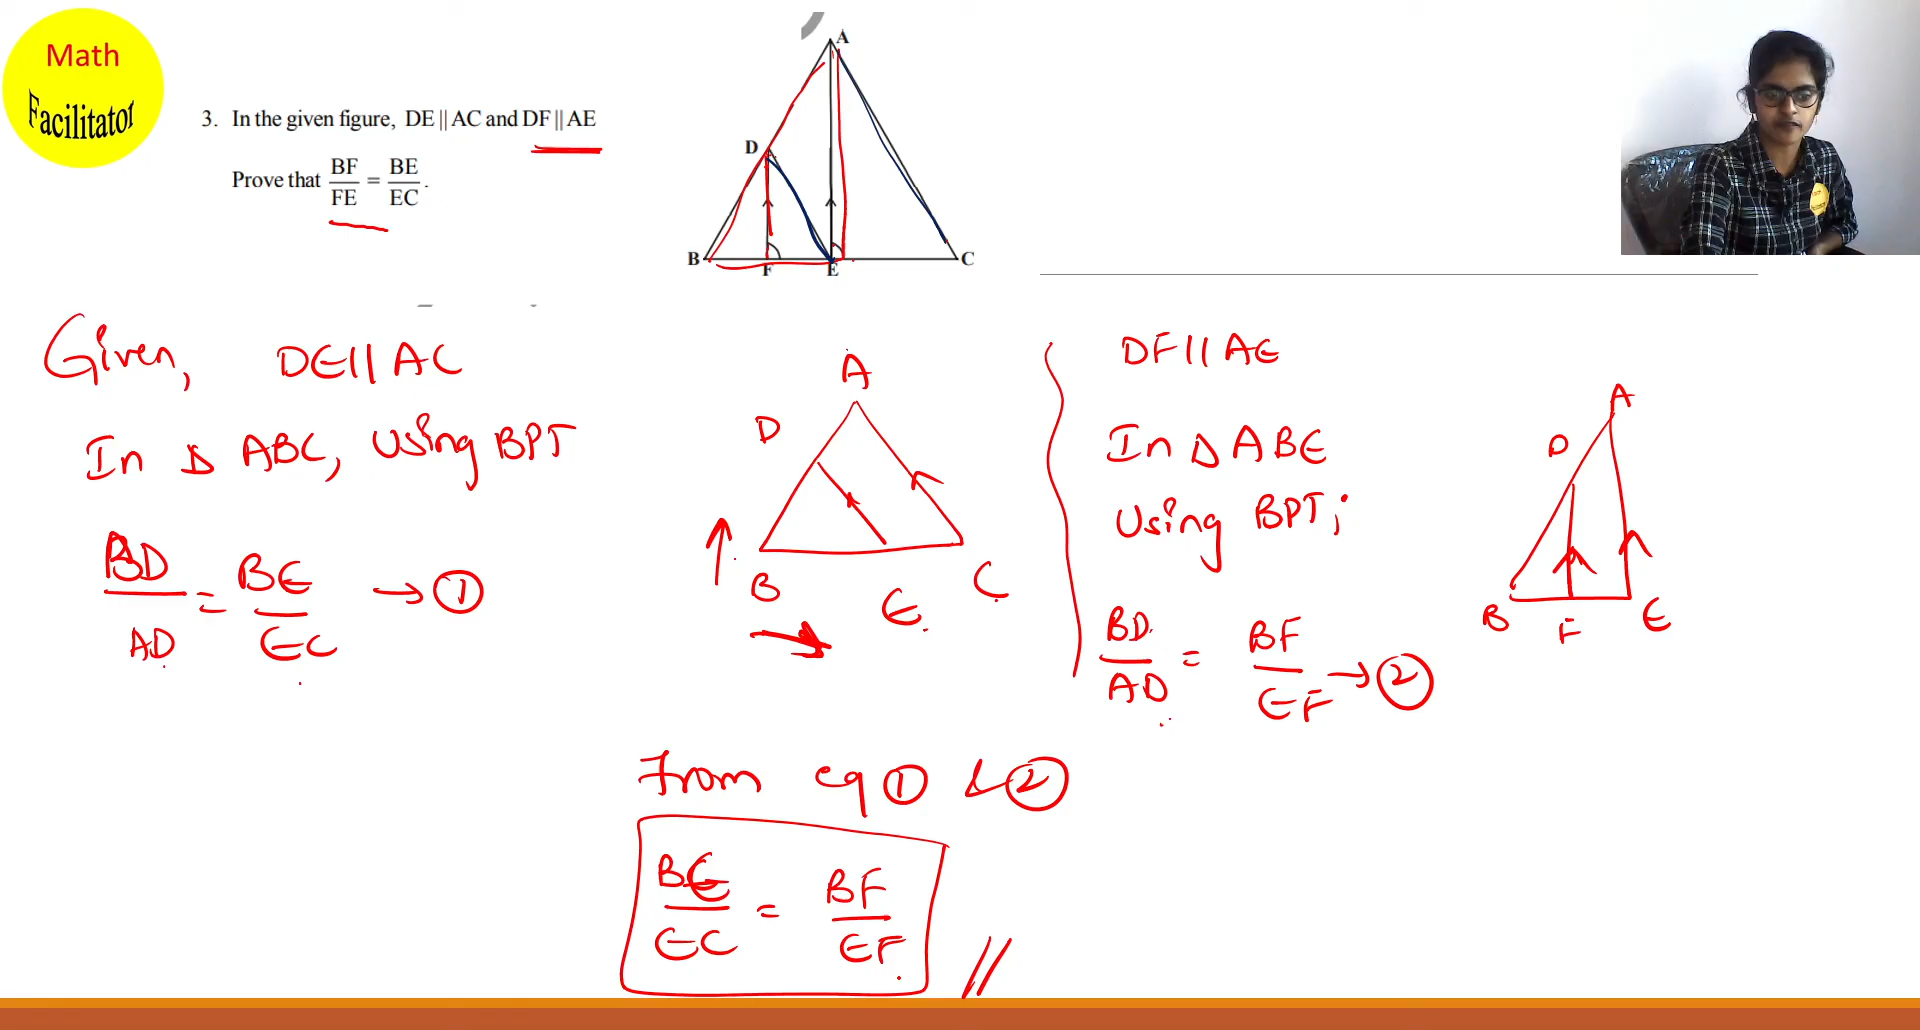 Math
Facilitator
3. In the given figure, DE || AC and DF || AE
Prove that BF/FE = BE/EC.
A
D
B
F
E
C
Given, DE || AC
In Δ ABC, Using BPT
BD/AD = BE/EC → ①
A
D
B
E
C
DF || AE
In Δ ABE
Using BPT;
BD/AD = BF/EF → ②
A
D
B
F
E
From eq ① & ②
BE/EC = BF/EF //